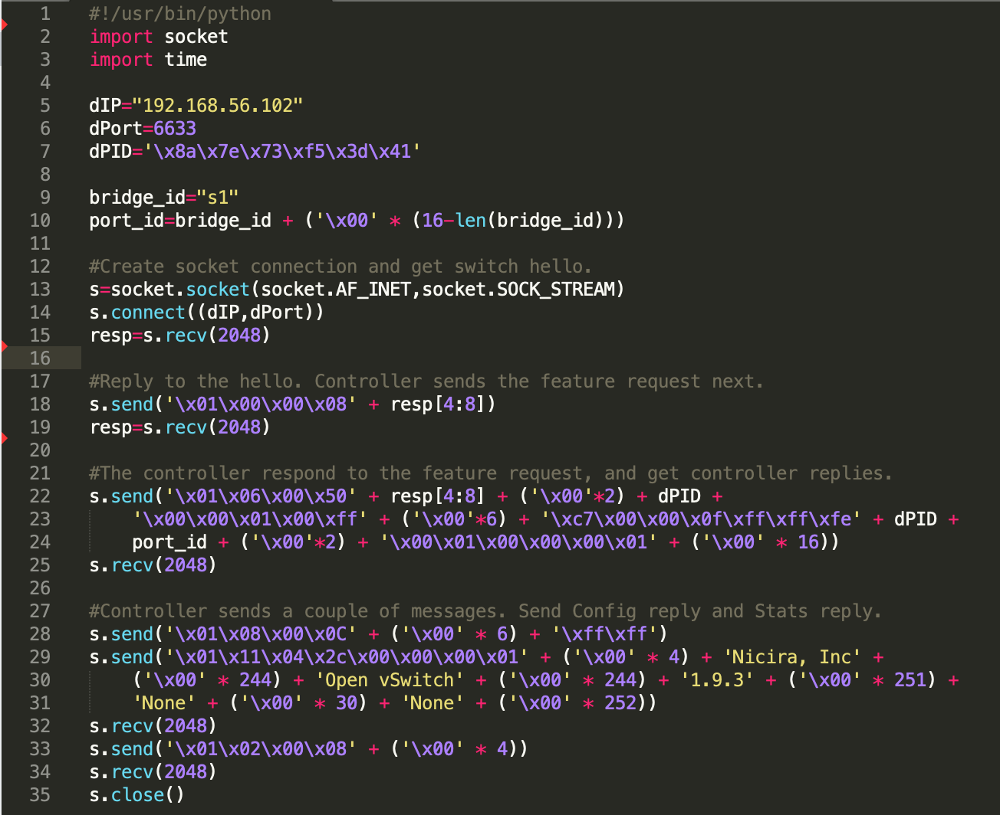 1 #!/usr/bin/python
2 import socket
3 import time
4
5 dIP="192.168.56.102"
6 dPort=6633
7 dPID='\x8a\x7e\x73\xf5\x3d\x41'
8
9 bridge_id="s1"
10 port_id=bridge_id + ('\x00' * (16-len(bridge_id)))
11
12 #Create socket connection and get switch hello.
13 s=socket.socket(socket.AF_INET,socket.SOCK_STREAM)
14 s.connect((dIP,dPort))
15 resp=s.recv(2048)
16
17 #Reply to the hello. Controller sends the feature request next.
18 s.send('\x01\x00\x00\x08' + resp[4:8])
19 resp=s.recv(2048)
20
21 #The controller respond to the feature request, and get controller replies.
22 s.send('\x01\x06\x00\x50' + resp[4:8] + ('\x00'*2) + dPID +
23     '\x00\x00\x01\x00\xff' + ('\x00'*6) + '\xc7\x00\x00\x0f\xff\xff\xfe' + dPID +
24     port_id + ('\x00'*2) + '\x00\x01\x00\x00\x00\x01' + ('\x00' * 16))
25 s.recv(2048)
26
27 #Controller sends a couple of messages. Send Config reply and Stats reply.
28 s.send('\x01\x08\x00\x0C' + ('\x00' * 6) + '\xff\xff')
29 s.send('\x01\x11\x04\x2c\x00\x00\x00\x01' + ('\x00' * 4) + 'Nicira, Inc' +
30     ('\x00' * 244) + 'Open vSwitch' + ('\x00' * 244) + '1.9.3' + ('\x00' * 251) +
31     'None' + ('\x00' * 30) + 'None' + ('\x00' * 252))
32 s.recv(2048)
33 s.send('\x01\x02\x00\x08' + ('\x00' * 4))
34 s.recv(2048)
35 s.close()